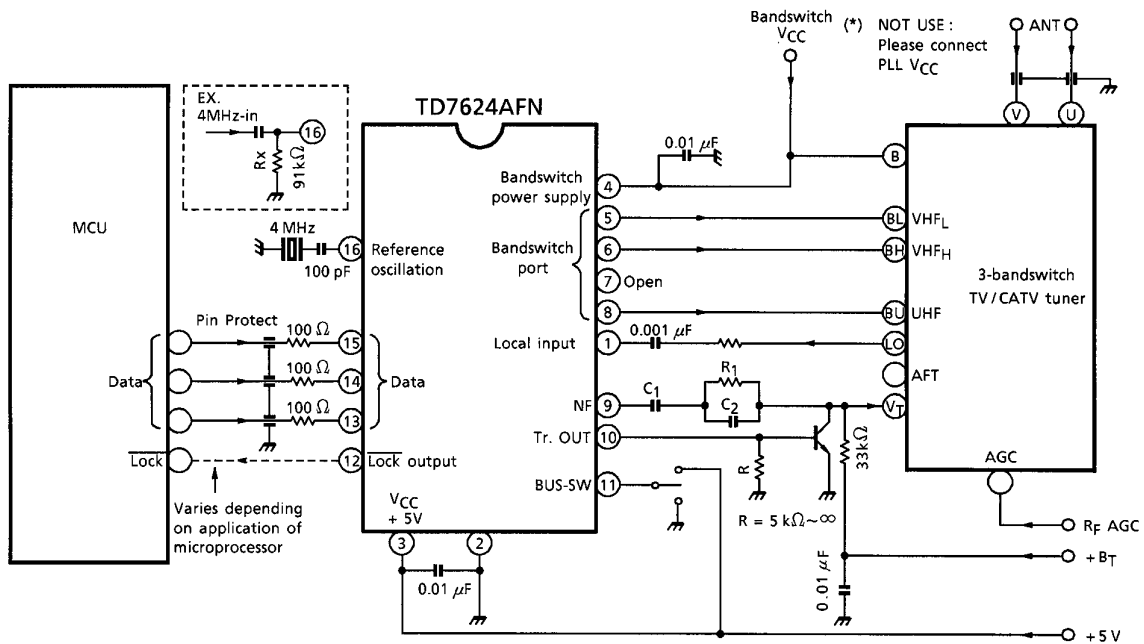 Bandswitch
VCC
(*) NOT USE :
Please connect
PLL VCC
ANT
EX.
4MHz-in
16
Rx
91kΩ
TD7624AFN
V
U
0.01 μF
B
Bandswitch
power supply
4
MCU
4 MHz
100 pF
16
Reference
oscillation
Bandswitch
port
5
6
7
Open
8
BL
VHFL
BH
VHFH
BU
UHF
3-bandswitch
TV/CATV tuner
Local input
1
0.001 μF
LO
AFT
Pin Protect
100 Ω
15
100 Ω
14
100 Ω
13
Data
Data
NF
9
C1
R1
C2
VT
Tr. OUT
10
33kΩ
R
R = 5 kΩ~∞
AGC
Lock
12
Lock output
BUS-SW
11
Varies depending
on application of
microprocessor
VCC
+ 5V
3
2
0.01 μF
RF AGC
+BT
0.01 μF
+5 V